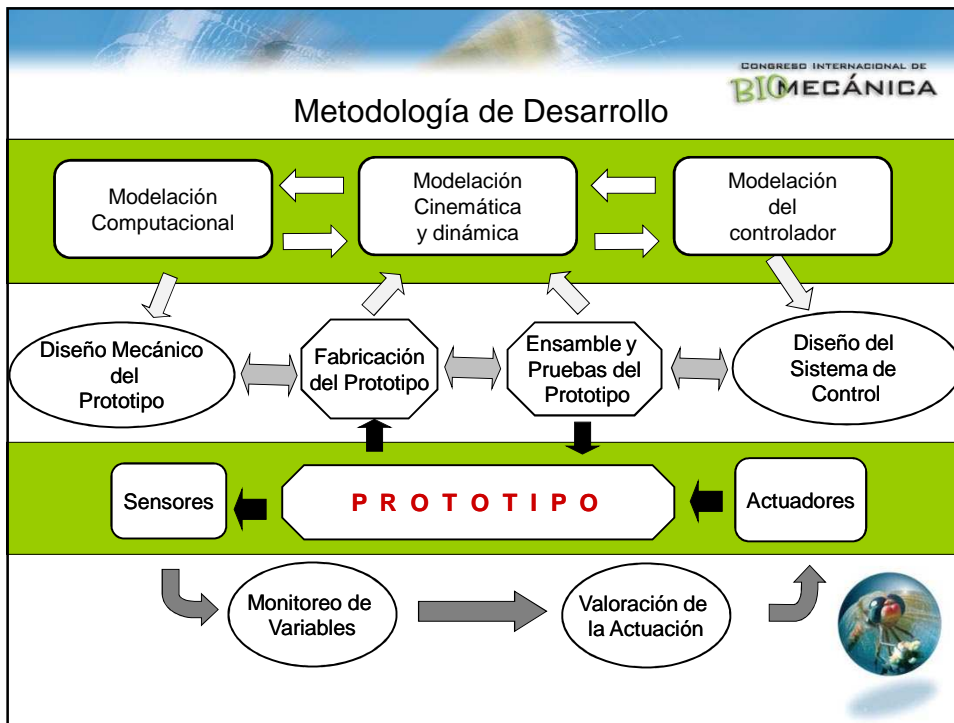 CONGRESO INTERNACIONAL DE
BIOMECÁNICA
Metodología de Desarrollo
Modelación
Computacional
Modelación
Cinemática
y dinámica
Modelación
del
controlador
Diseño Mecánico
del
Prototipo
Fabricación
del Prototipo
Ensamble y
Pruebas del
Prototipo
Diseño del
Sistema de
Control
Sensores
P R O T O T I P O
Actuadores
Monitoreo de
Variables
Valoración de
la Actuación